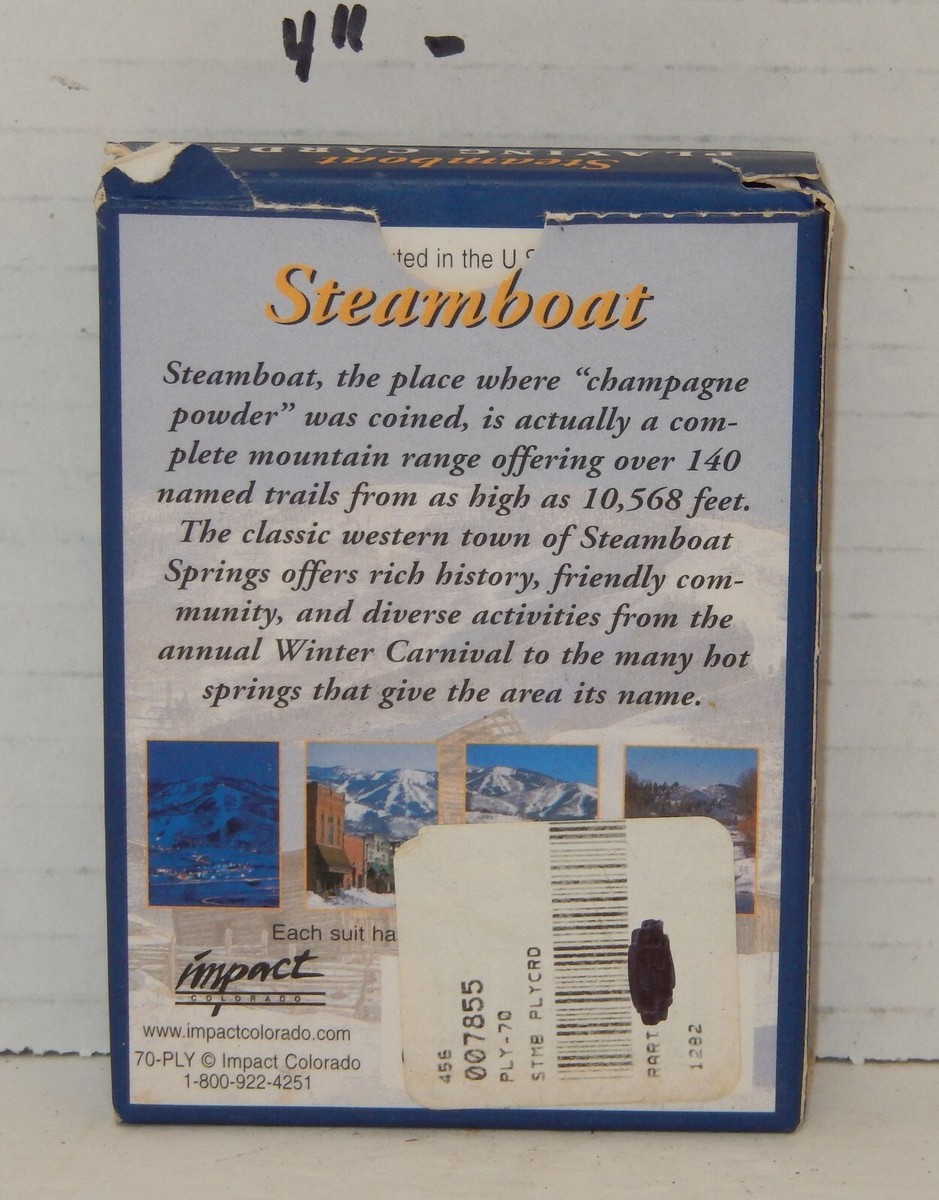 4" -
PLAYING CARDS
Steamboat
ted in the U S
Steamboat
Steamboat, the place where “champagne
powder” was coined, is actually a com-
plete mountain range offering over 140
named trails from as high as 10,568 feet.
The classic western town of Steamboat
Springs offers rich history, friendly com-
munity, and diverse activities from the
annual Winter Carnival to the many hot
springs that give the area its name.
Each suit ha
impact
COLORADO
www.impactcolorado.com
70-PLY © Impact Colorado
1-800-922-4251
456
007855
PLY-70
STMB PLYCRD
RART
1282